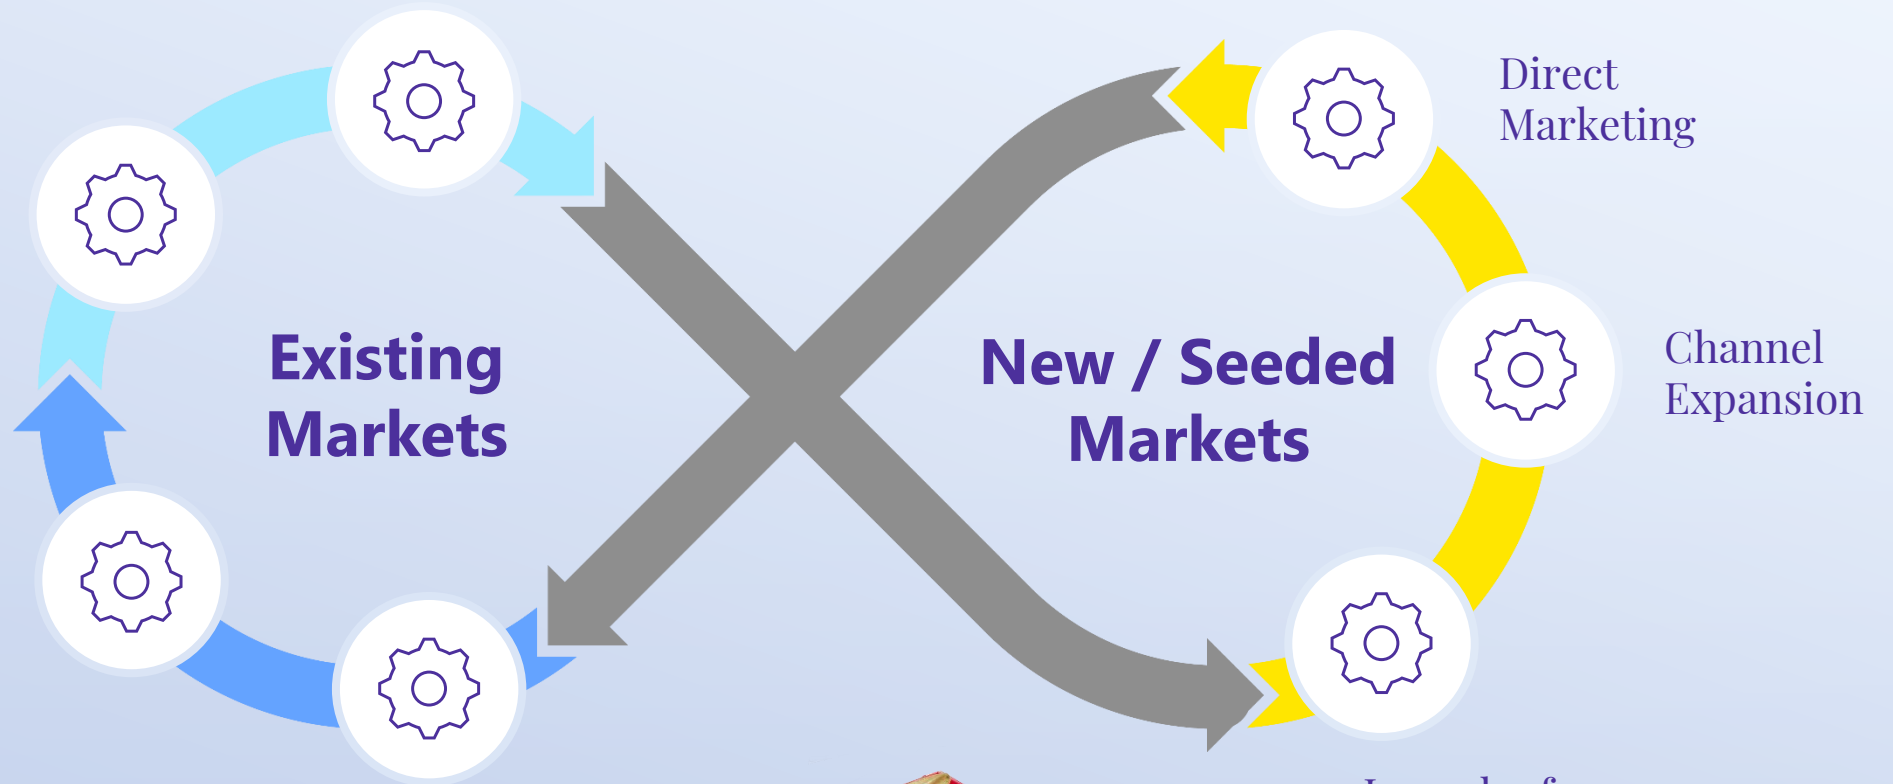 Direct
Marketing
Existing
Markets
New / Seeded
Markets
Channel
Expansion